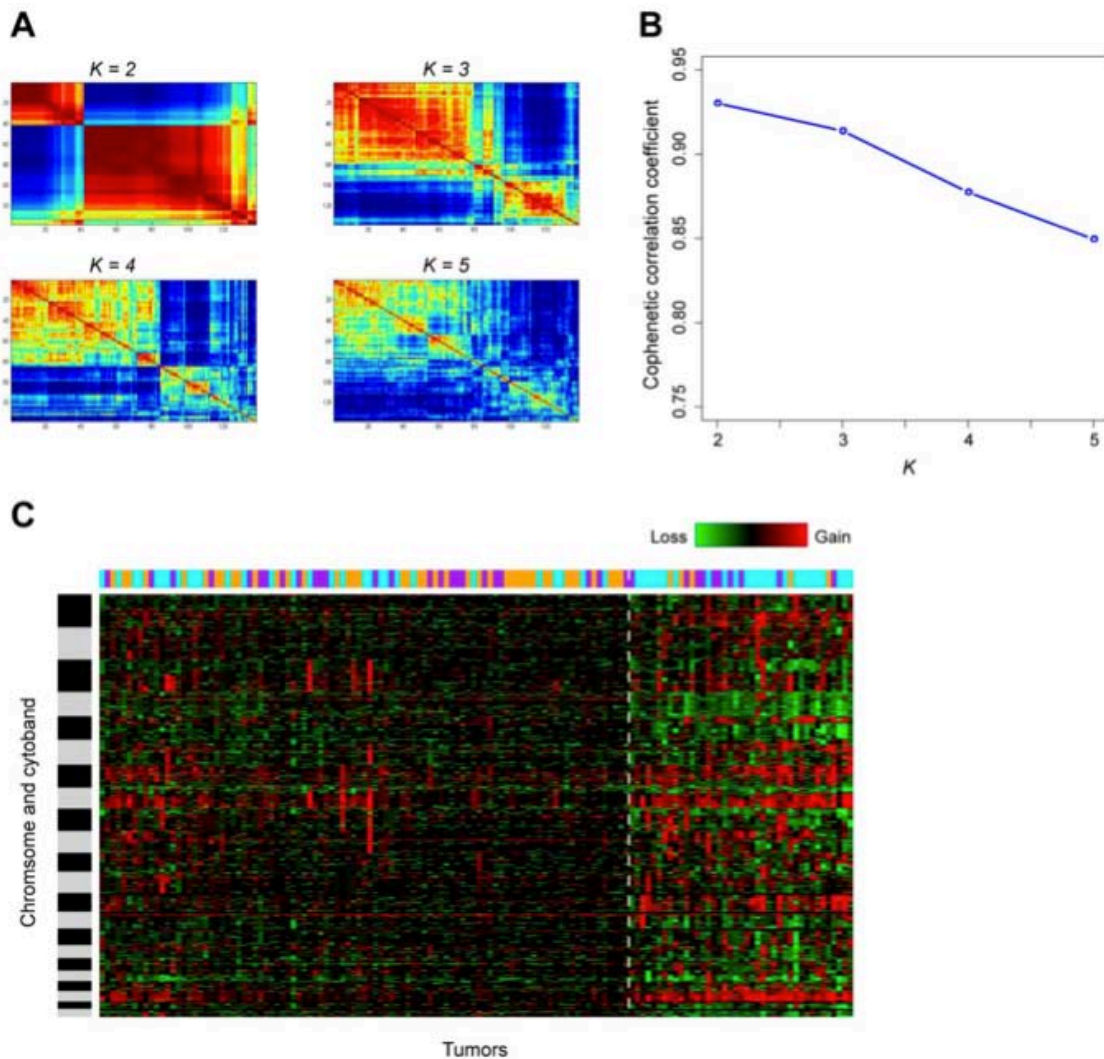 A
B
K = 2
K = 3
K = 4
K = 5
Cophenetic correlation coefficient
0.95
0.90
0.85
0.80
0.75
2
3
4
5
K
C
Loss
Gain
Chromsome and cytoband
Tumors